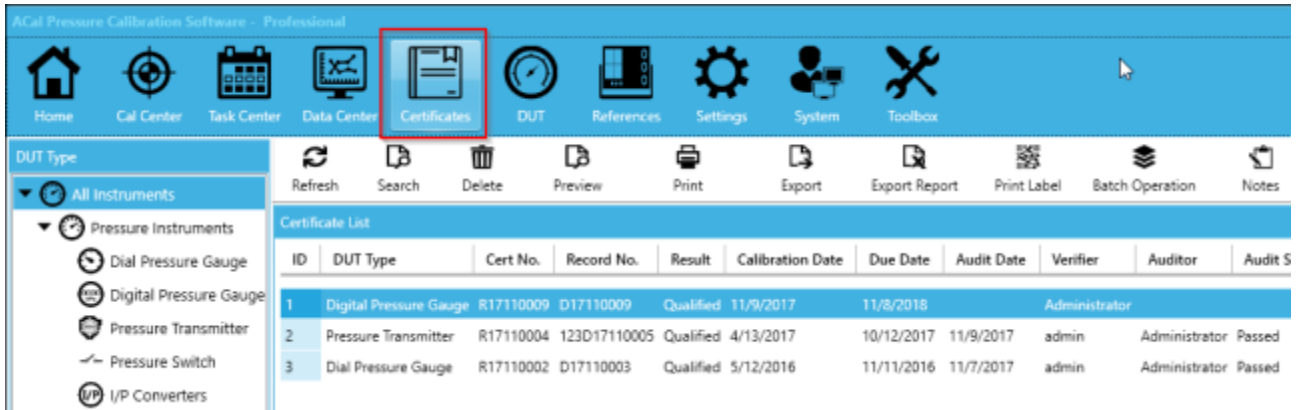 ACal Pressure Calibration Software - Professional
Home Cal Center Task Center Data Center Certificates DUT References Settings System Toolbox
DUT Type
All Instruments
Pressure Instruments
Dial Pressure Gauge
Digital Pressure Gauge
Pressure Transmitter
Pressure Switch
I/P I/P Converters
Refresh Search Delete Preview Print Export Export Report Print Label Batch Operation Notes
Certificate List
ID DUT Type Cert No. Record No. Result Calibration Date Due Date Audit Date Verifier Auditor Audit S
1 Digital Pressure Gauge R17110009 D17110009 Qualified 11/9/2017 11/8/2018 Administrator
2 Pressure Transmitter R17110004 123D17110005 Qualified 4/13/2017 10/12/2017 11/9/2017 admin Administrator Passed
3 Dial Pressure Gauge R17110002 D17110003 Qualified 5/12/2016 11/11/2016 11/7/2017 admin Administrator Passed